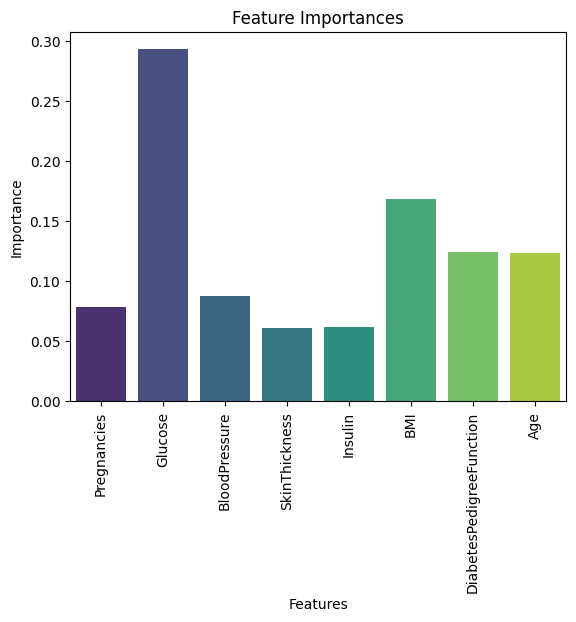 Feature Importances
0.30
0.25
0.20
0.15
0.10
0.05
0.00
Importance
Pregnancies
Glucose
BloodPressure
SkinThickness
Insulin
BMI
DiabetesPedigreeFunction
Age
Features